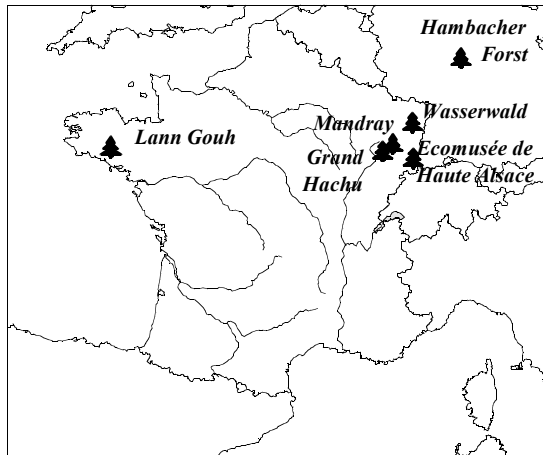 Hambacher
Forst
Wasserwald
Mandray
Lann Gouh
Grand
Hachu
Ecomusée de
Haute Alsace